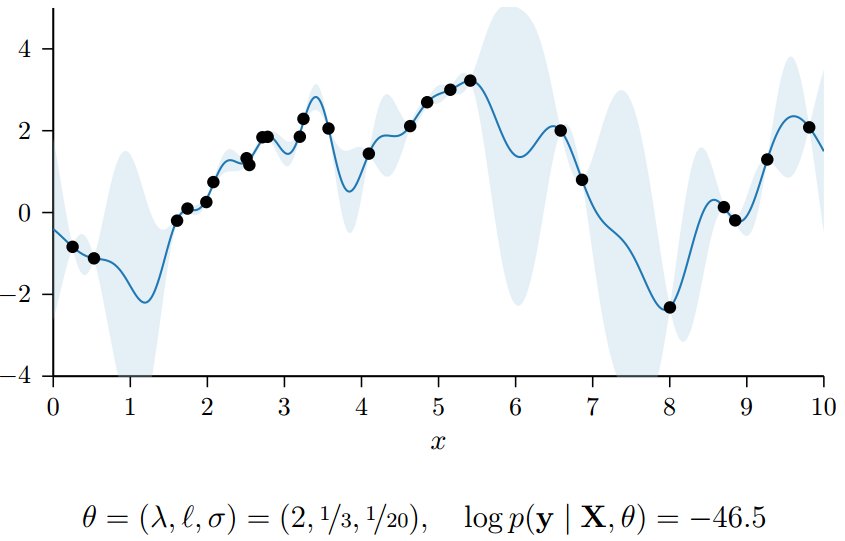 4
2
0
−2
−4
0 1 2 3 4 5 6 7 8 9 10
x
θ = (λ, ℓ, σ) = (2, 1/3, 1/20), log p(y | X, θ) = −46.5